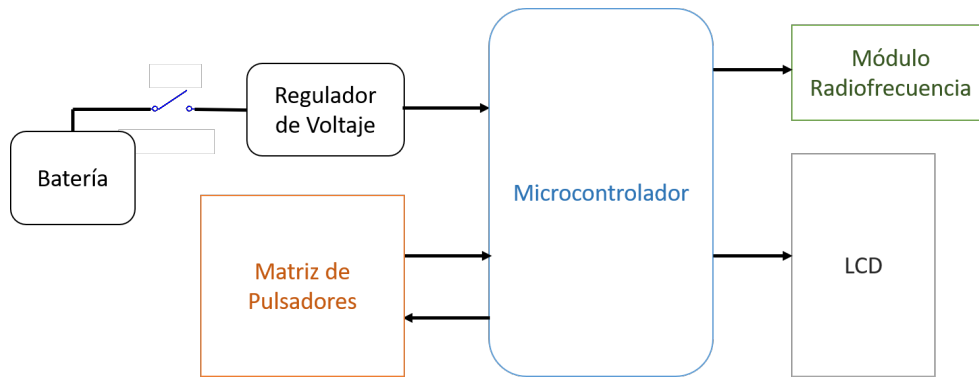 Batería
Regulador
de Voltaje
Matriz de
Pulsadores
Microcontrolador
Módulo
Radiofrecuencia
LCD